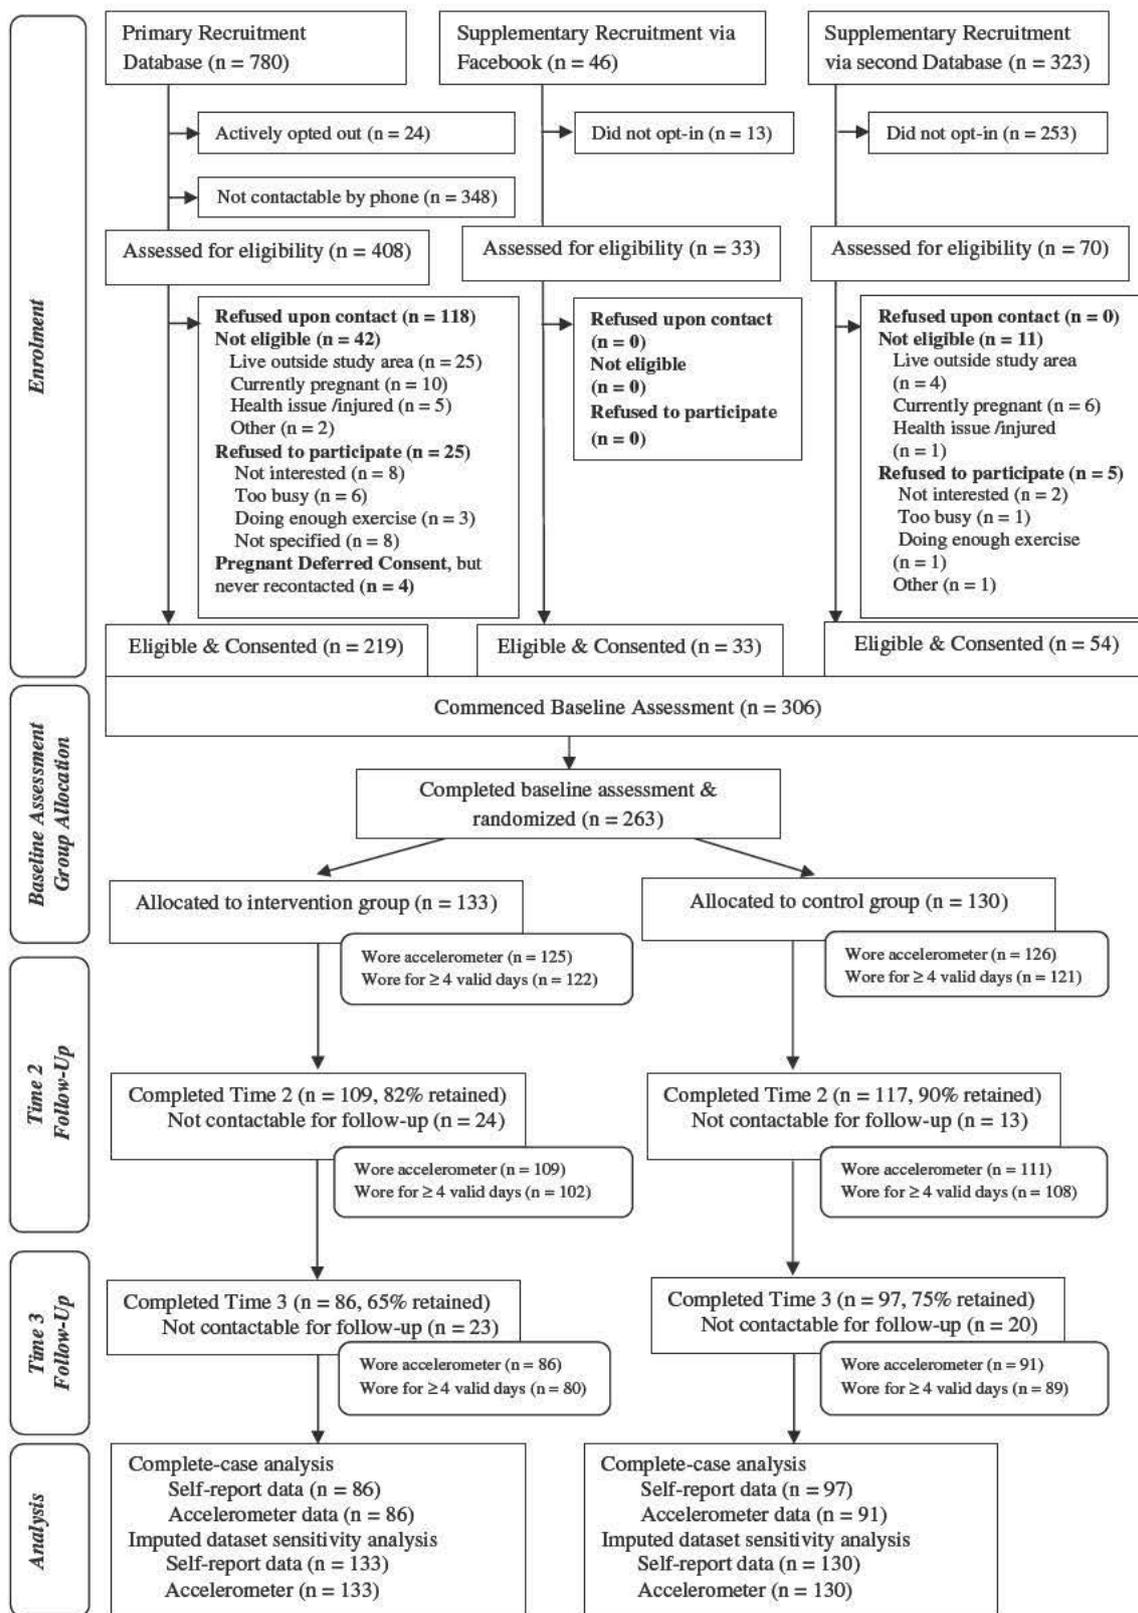 Enrolment
Primary Recruitment
Database (n = 780)
Supplementary Recruitment via
Facebook (n = 46)
Supplementary Recruitment
via second Database (n = 323)
Actively opted out (n = 24)
Did not opt-in (n = 13)
Did not opt-in (n = 253)
Not contactable by phone (n = 348)
Assessed for eligibility (n = 408)
Assessed for eligibility (n = 33)
Assessed for eligibility (n = 70)
Refused upon contact (n = 118)
Not eligible (n = 42)
Live outside study area (n = 25)
Currently pregnant (n = 10)
Health issue /injured (n = 5)
Other (n = 2)
Refused to participate (n = 25)
Not interested (n = 8)
Too busy (n = 6)
Doing enough exercise (n = 3)
Not specified (n = 8)
Pregnant Deferred Consent, but
never recontacted (n = 4)
Refused upon contact
(n = 0)
Not eligible
(n = 0)
Refused to participate
(n = 0)
Refused upon contact (n = 0)
Not eligible (n = 11)
Live outside study area
(n = 4)
Currently pregnant (n = 6)
Health issue /injured
(n = 1)
Refused to participate (n = 5)
Not interested (n = 2)
Too busy (n = 1)
Doing enough exercise
(n = 1)
Other (n = 1)
Eligible & Consented (n = 219)
Eligible & Consented (n = 33)
Eligible & Consented (n = 54)
Baseline Assessment
Group Allocation
Commenced Baseline Assessment (n = 306)
Completed baseline assessment &
randomized (n = 263)
Allocated to intervention group (n = 133)
Allocated to control group (n = 130)
Wore accelerometer (n = 125)
Wore for ≥ 4 valid days (n = 122)
Wore accelerometer (n = 126)
Wore for ≥ 4 valid days (n = 121)
Time 2
Follow-Up
Completed Time 2 (n = 109, 82% retained)
Not contactable for follow-up (n = 24)
Completed Time 2 (n = 117, 90% retained)
Not contactable for follow-up (n = 13)
Wore accelerometer (n = 109)
Wore for ≥ 4 valid days (n = 102)
Wore accelerometer (n = 111)
Wore for ≥ 4 valid days (n = 108)
Time 3
Follow-Up
Completed Time 3 (n = 86, 65% retained)
Not contactable for follow-up (n = 23)
Completed Time 3 (n = 97, 75% retained)
Not contactable for follow-up (n = 20)
Wore accelerometer (n = 86)
Wore for ≥ 4 valid days (n = 80)
Wore accelerometer (n = 91)
Wore for ≥ 4 valid days (n = 89)
Analysis
Complete-case analysis
Self-report data (n = 86)
Accelerometer data (n = 86)
Imputed dataset sensitivity analysis
Self-report data (n = 133)
Accelerometer (n = 133)
Complete-case analysis
Self-report data (n = 97)
Accelerometer data (n = 91)
Imputed dataset sensitivity analysis
Self-report data (n = 130)
Accelerometer (n = 130)